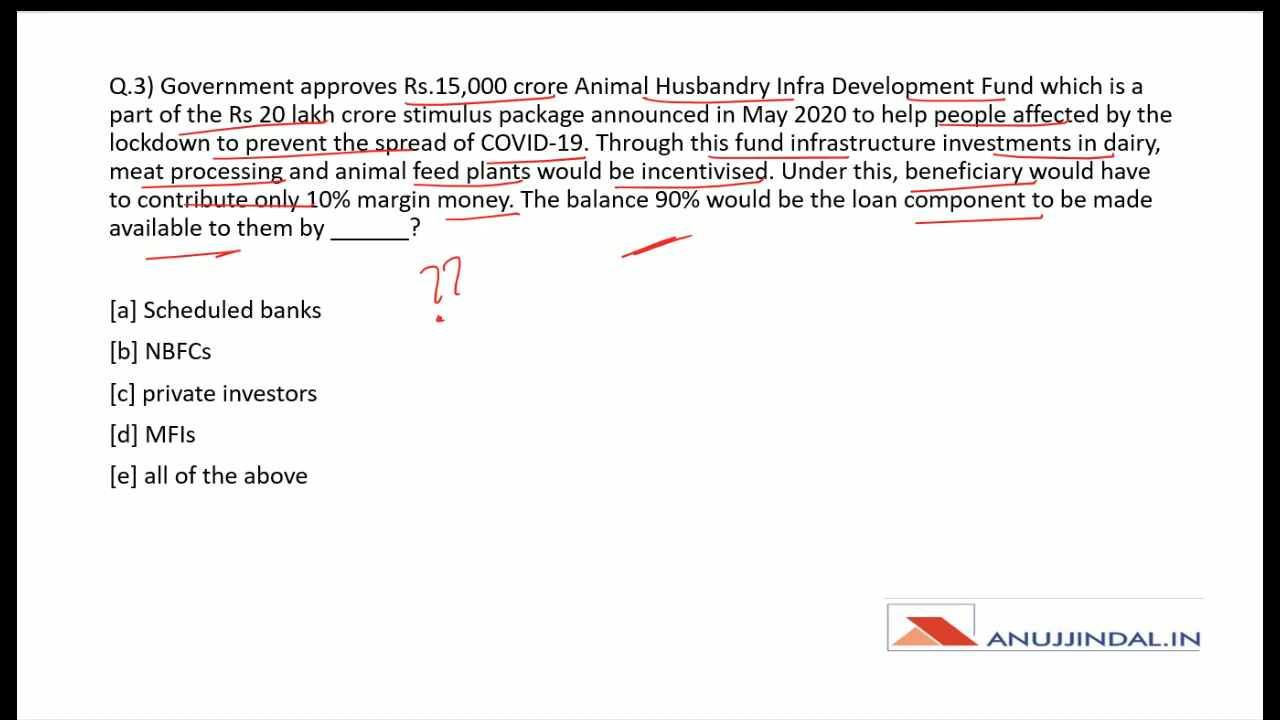 Q.3) Government approves Rs.15,000 crore Animal Husbandry Infra Development Fund which is a
part of the Rs 20 lakh crore stimulus package announced in May 2020 to help people affected by the
lockdown to prevent the spread of COVID-19. Through this fund infrastructure investments in dairy,
meat processing and animal feed plants would be incentivised. Under this, beneficiary would have
to contribute only 10% margin money. The balance 90% would be the loan component to be made
available to them by ______?
??
[a] Scheduled banks
[b] NBFCs
[c] private investors
[d] MFIs
[e] all of the above
ANUJJINDAL.IN